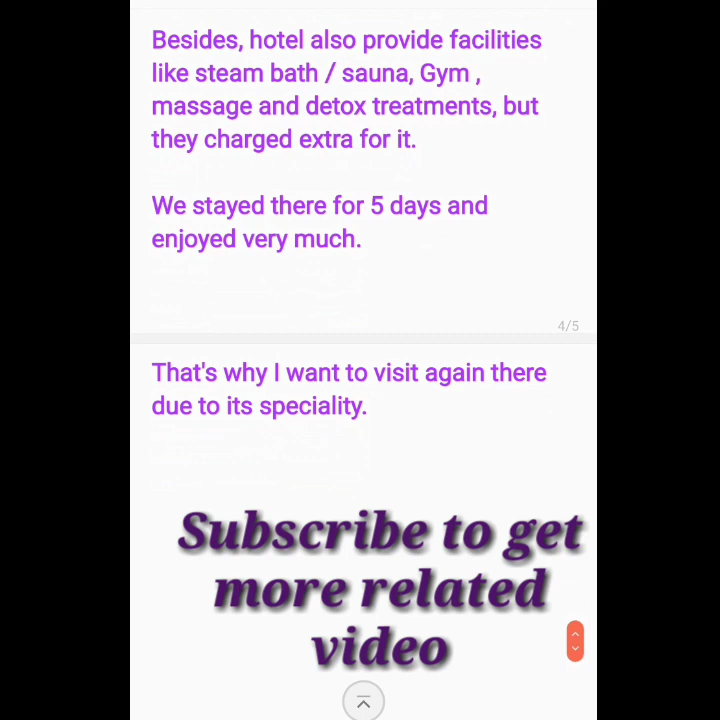 Besides, hotel also provide facilities
like steam bath / sauna, Gym ,
massage and detox treatments, but
they charged extra for it.
We stayed there for 5 days and
enjoyed very much.
4/5
That's why I want to visit again there
due to its speciality.
Subscribe to get
more related
video